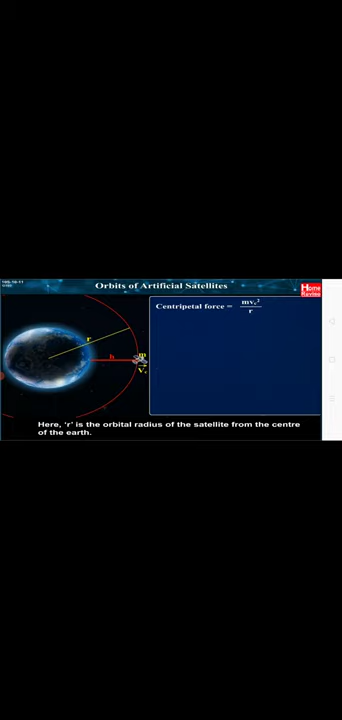 Orbits of Artificial Satellites
Home
Revise
Centripetal force = mvc²
r
r
h
m
Here, ‘r’ is the orbital radius of the satellite from the centre
of the earth.